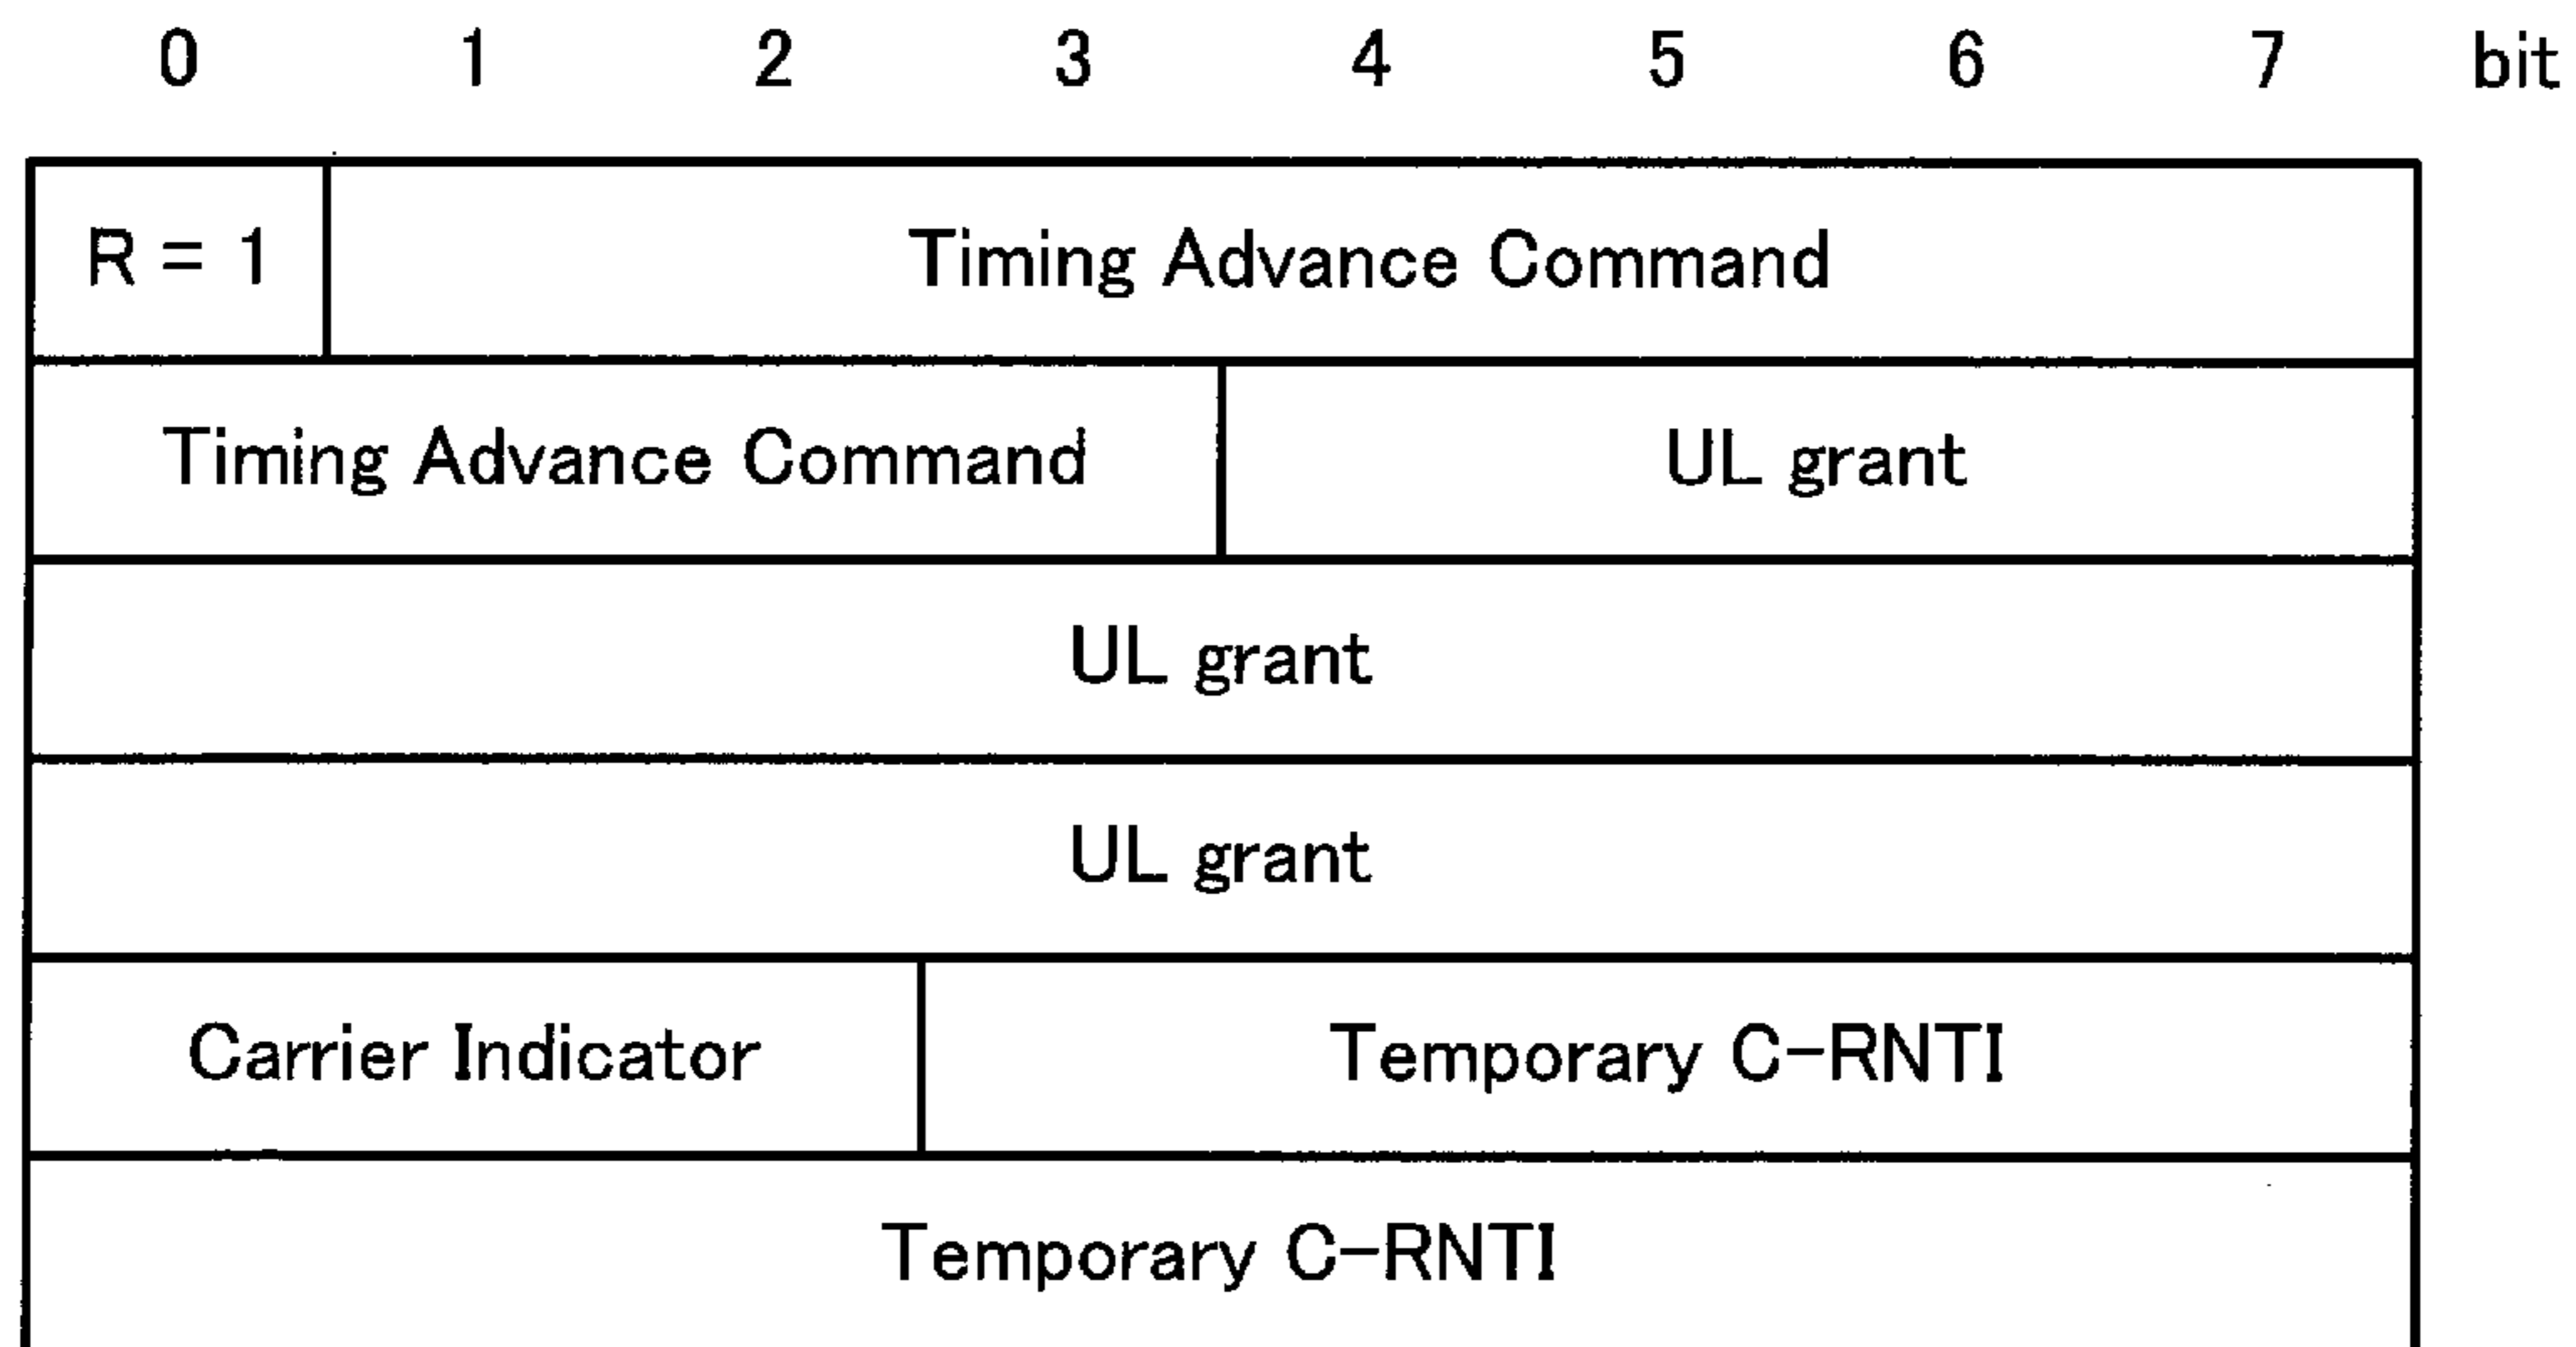 0 1 2 3 4 5 6 7 bit
R = 1 Timing Advance Command
Timing Advance Command UL grant
UL grant
UL grant
Carrier Indicator Temporary C-RNTI
Temporary C-RNTI